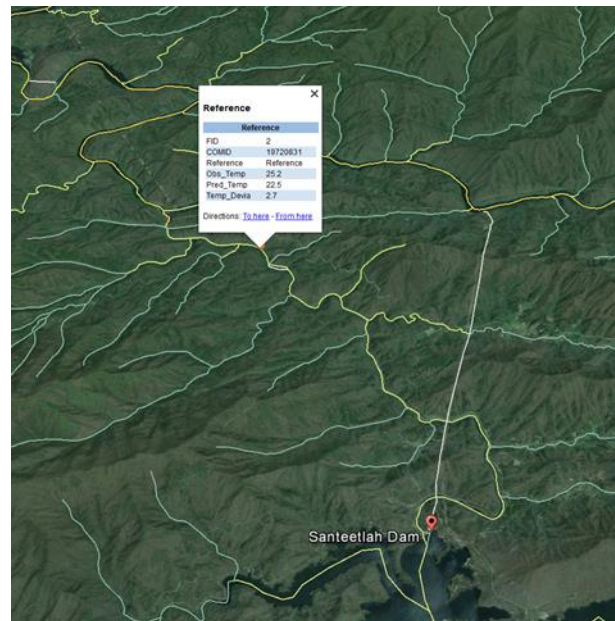 Reference
Reference
FID 2
COMID 19720831
Reference Reference
Obs_Temp 25.2
Pred_Temp 22.5
Temp_Devia 2.7
Directions: To here - From here
Santeetlah Dam